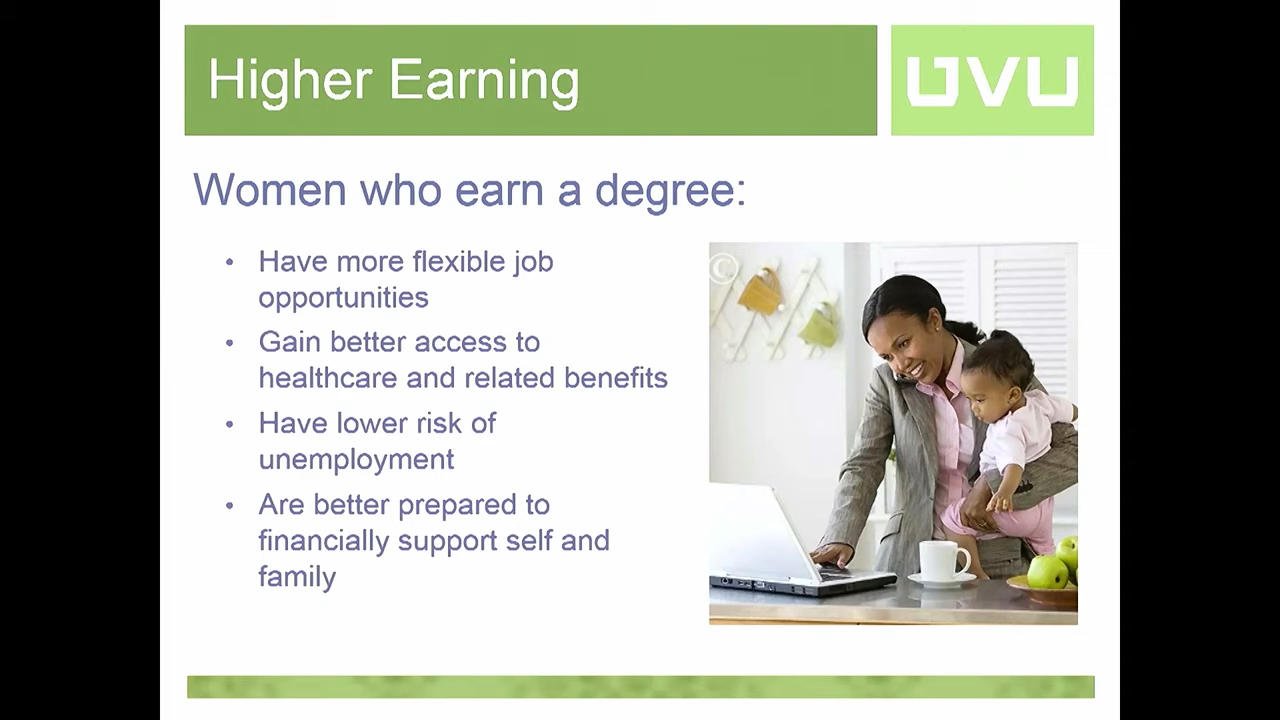 Higher Earning
UVU
Women who earn a degree:
• Have more flexible job
opportunities
• Gain better access to
healthcare and related benefits
• Have lower risk of
unemployment
• Are better prepared to
financially support self and
family
©